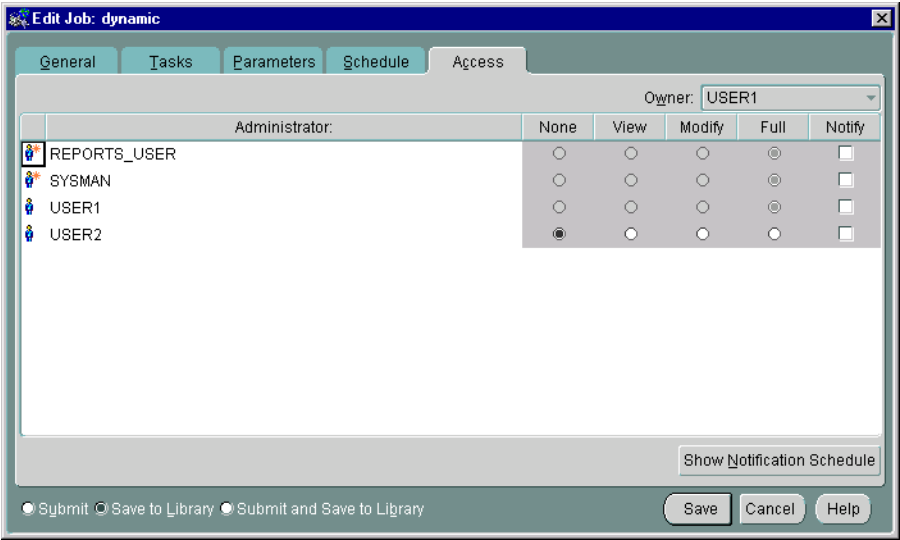 Edit Job: dynamic
General Tasks Parameters Schedule Access
Owner: USER1
Administrator: None View Modify Full Notify
REPORTS_USER
SYSMAN
USER1
USER2
Show Notification Schedule
Submit Save to Library Submit and Save to Library Save Cancel Help